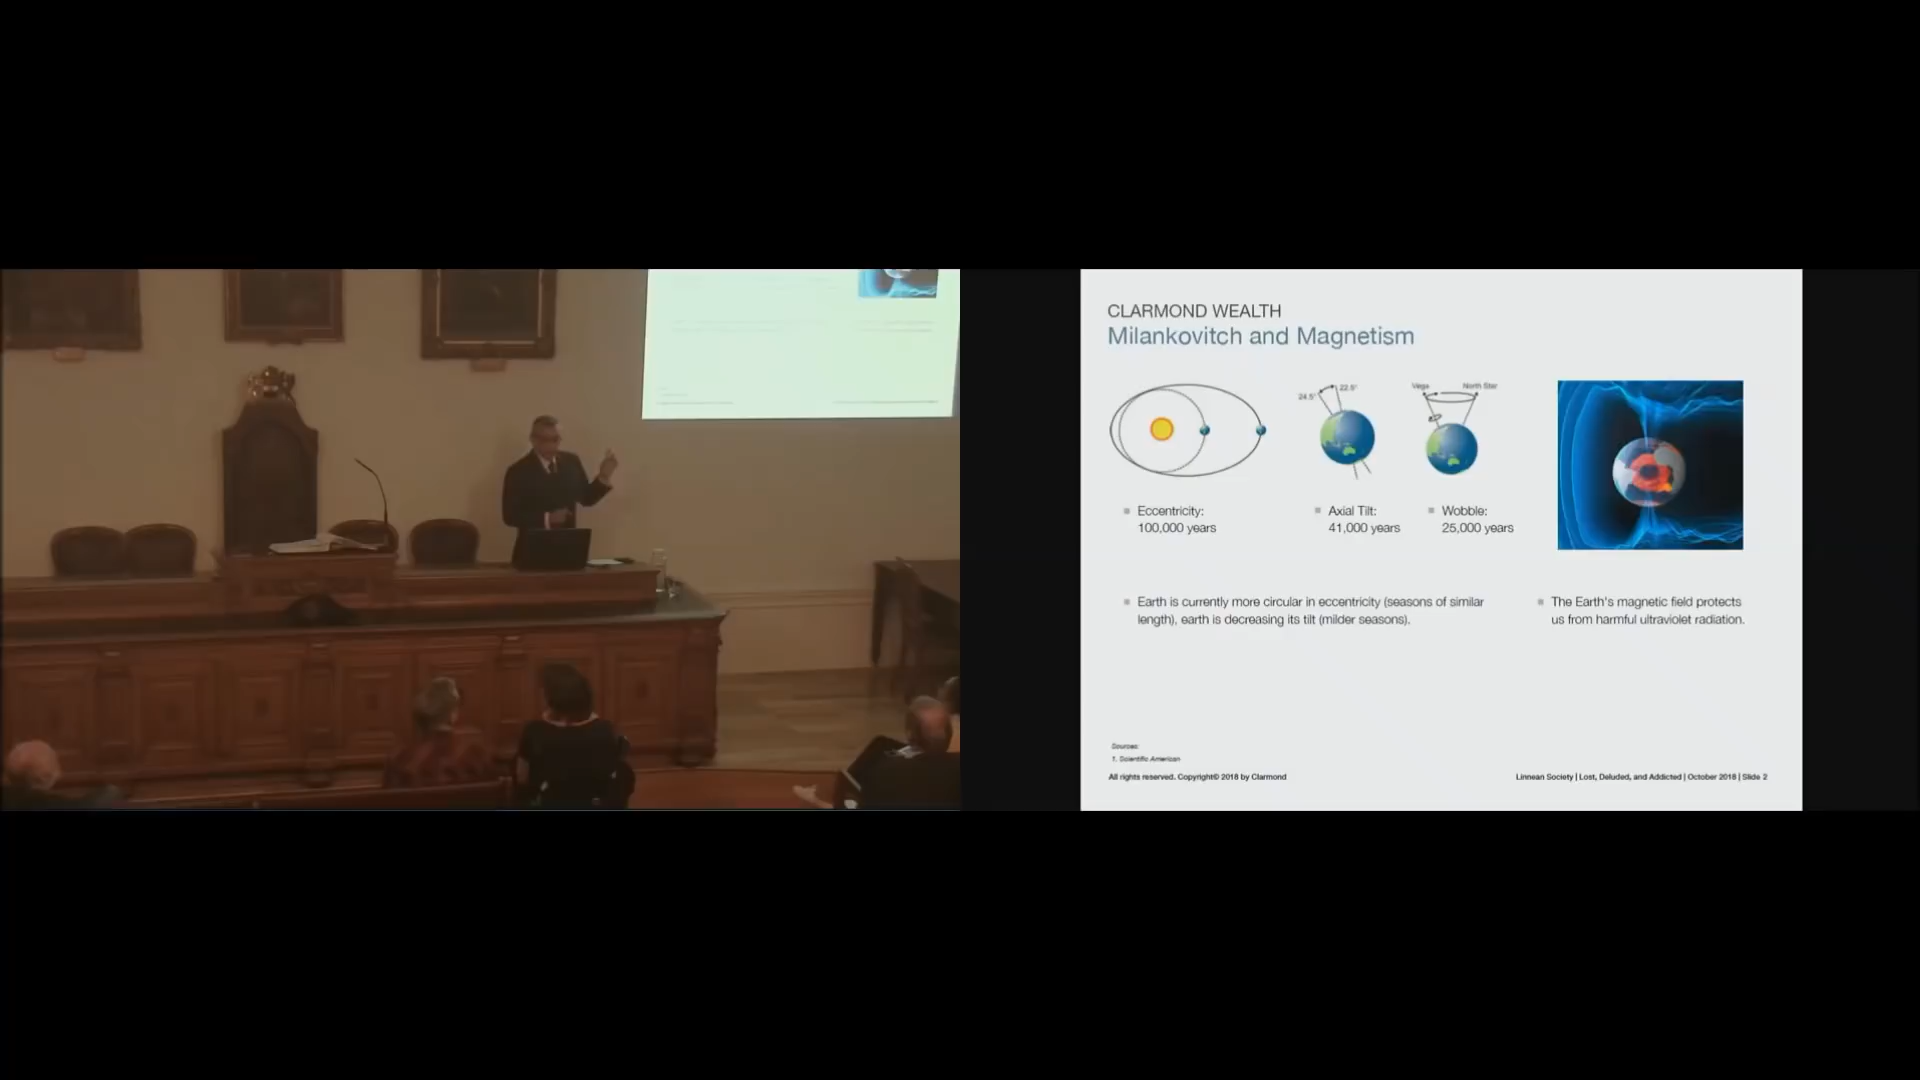 CLARMOND WEALTH
Milankovitch and Magnetism
24.5°
22.5°
Vega
North Star
Eccentricity:
100,000 years
Axial Tilt:
41,000 years
Wobble:
25,000 years
Earth is currently more circular in eccentricity (seasons of similar
length), earth is decreasing its tilt (milder seasons).
The Earth's magnetic field protects
us from harmful ultraviolet radiation.
Sources:
1. Scientific American
All rights reserved. Copyright© 2018 by Clarmond
Linnean Society | Lost, Deluded, and Addicted | October 2018 | Slide 2